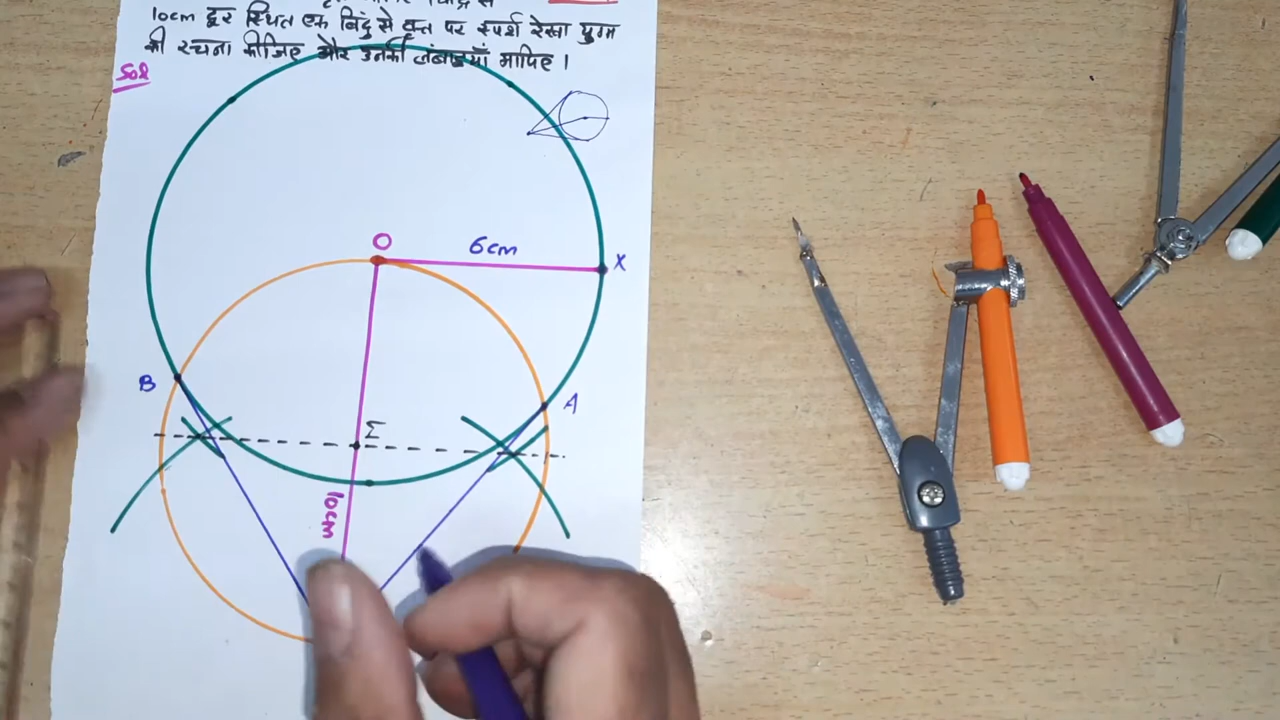 10cm दूर स्थित एक बिंदु से वृत्त पर स्पर्श रेखा युग्म
की रचना कीजिए और उनकी लंबाइयाँ मापिए।
Sol
O
6cm
X
B
A
Σ
10cm